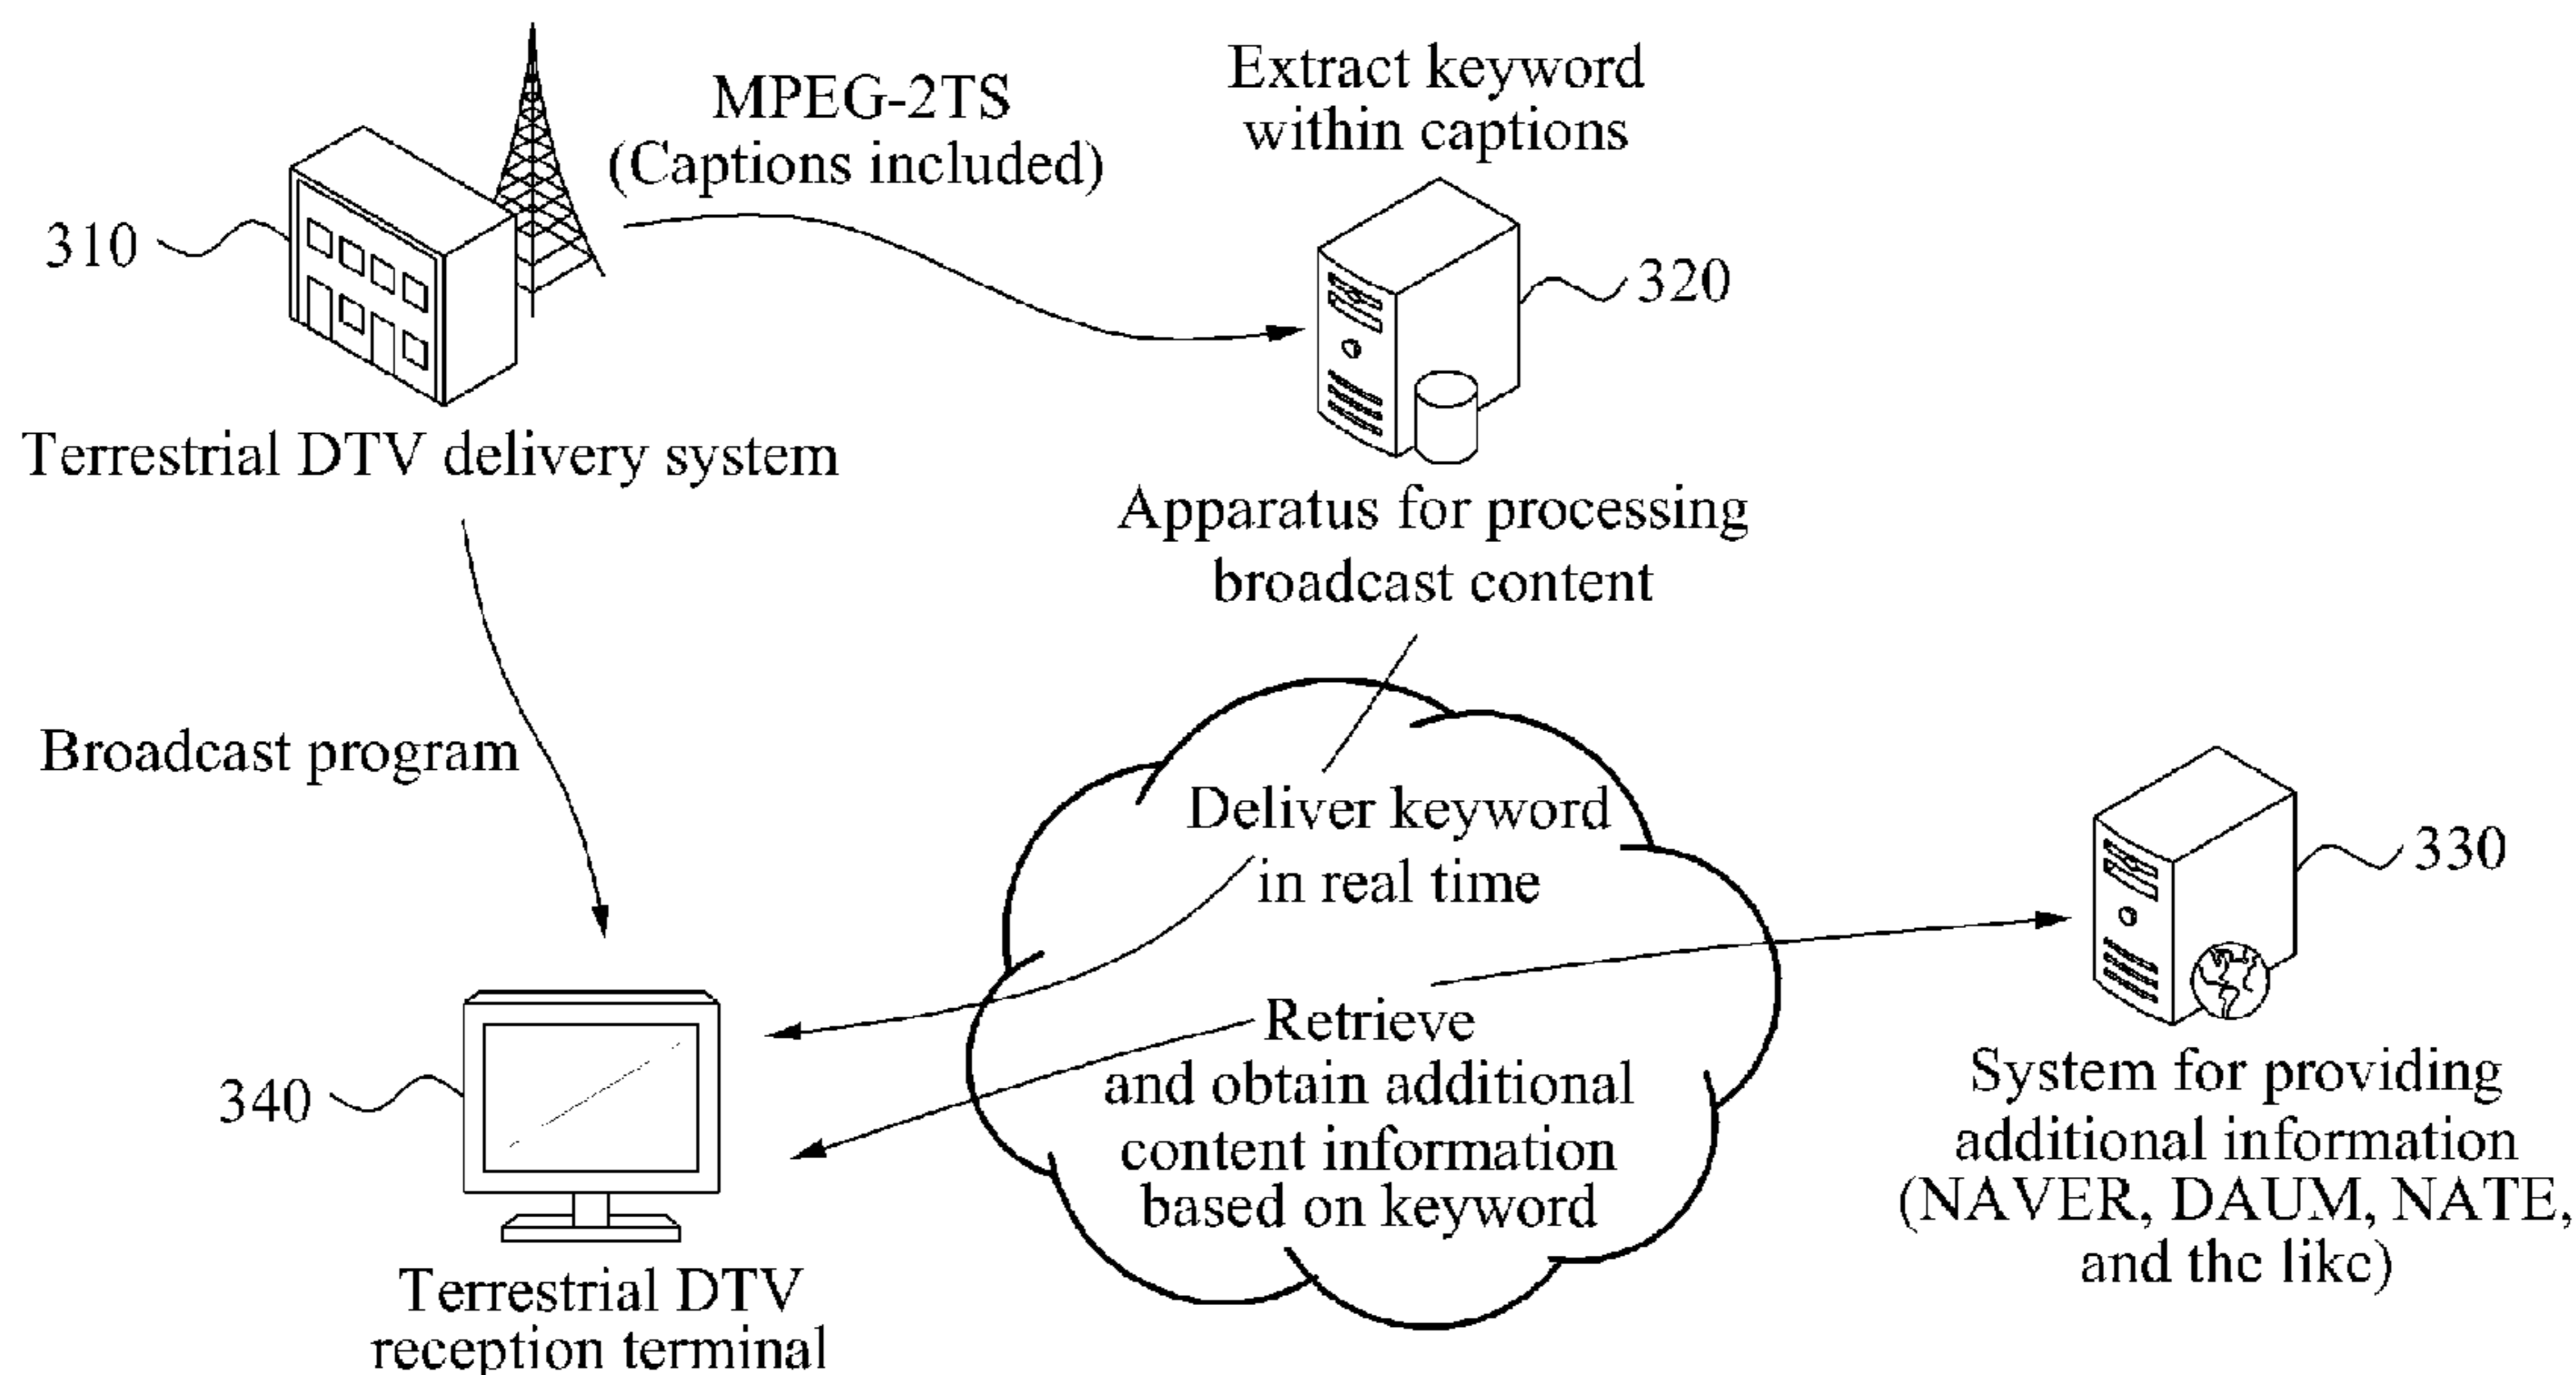 MPEG-2TS
(Captions included)
Extract keyword
within captions
310
320
Terrestrial DTV delivery system
Apparatus for processing
broadcast content
Broadcast program
Deliver keyword
in real time
330
Retrieve
and obtain additional
content information
based on keyword
340
System for providing
additional information
(NAVER, DAUM, NATE,
and the like)
Terrestrial DTV
reception terminal